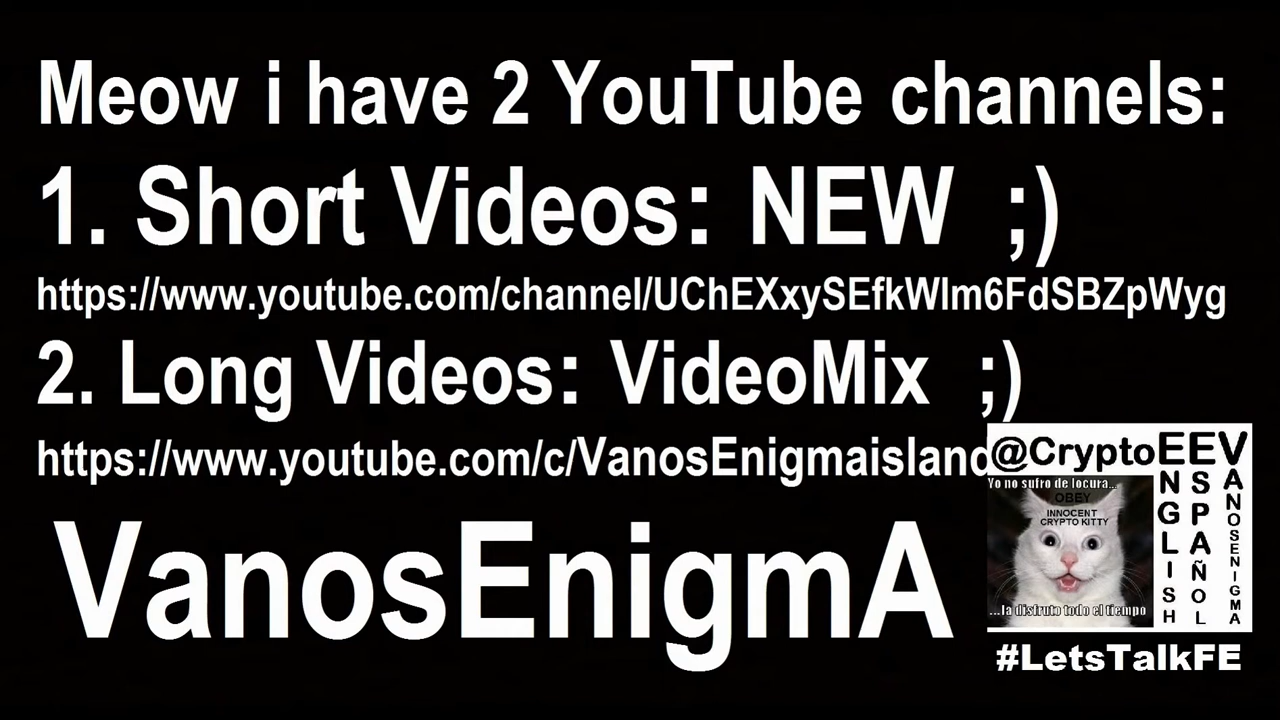 Meow i have 2 YouTube channels:
1. Short Videos: NEW ;)
https://www.youtube.com/channel/UChEXxySEfkWlm6FdSBZpWyg
2. Long Videos: VideoMix ;)
https://www.youtube.com/c/VanosEnigmaisland
VanosEnigmA
@CryptoEEV
Yo no sufro de locura...
OBEY
INNOCENT
CRYPTO KITTY
...la disfruto todo el tiempo
ENGLISH
ESPAÑOL
VANOSENIGMA
#LetsTalkFE